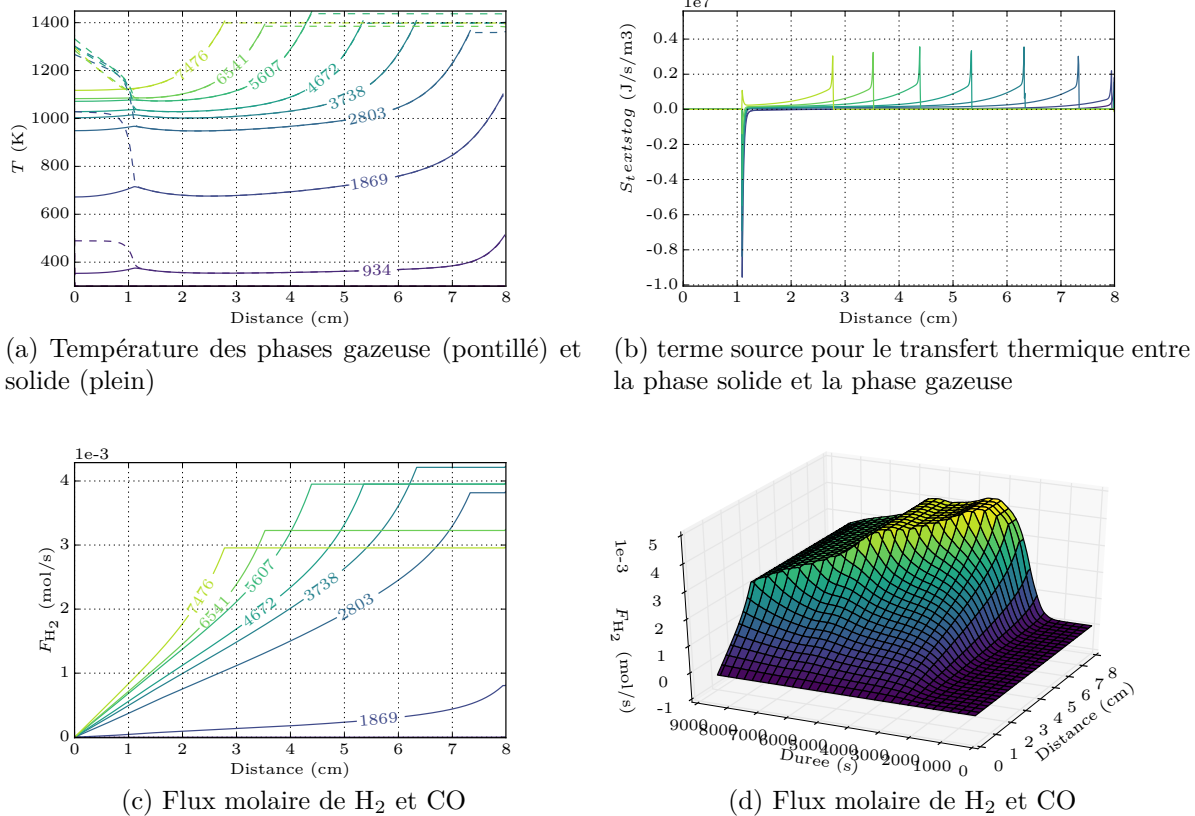 1400
1200
1000
800
600
400
T (K)
7476
6541
5607
4672
3738
2803
1869
934
0 1 2 3 4 5 6 7 8
Distance (cm)
1e7
0.4
0.2
0.0
-0.2
-0.4
-0.6
-0.8
-1.0
S_textstog (J/s/m3)
0 1 2 3 4 5 6 7 8
Distance (cm)
(a) Température des phases gazeuse (pontillé) et
solide (plein)
(b) terme source pour le transfert thermique entre
la phase solide et la phase gazeuse
1e-3
4
3
2
1
0
F_H2 (mol/s)
7476
6541
5607
4672
3738
2803
1869
0 1 2 3 4 5 6 7 8
Distance (cm)
1e-3
5
4
3
2
1
0
-1
F_H2 (mol/s)
9000 8000 7000 6000 5000 4000 3000 2000 1000 0
Duree (s)
0 1 2 3 4 5 6 7 8
Distance (cm)
(c) Flux molaire de H₂ et CO
(d) Flux molaire de H₂ et CO